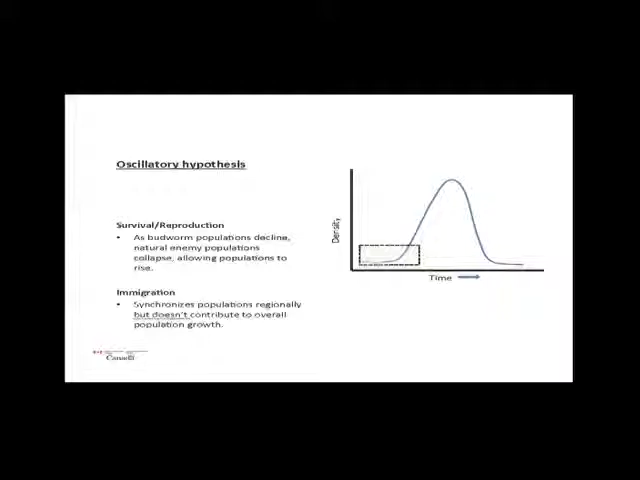 Oscillatory hypothesis
Survival/Reproduction
• As budworm populations decline,
natural enemy populations
collapse, allowing populations to
rise.
Immigration
• Synchronizes populations regionally
but doesn't contribute to overall
population growth.
Density
Time
Canada